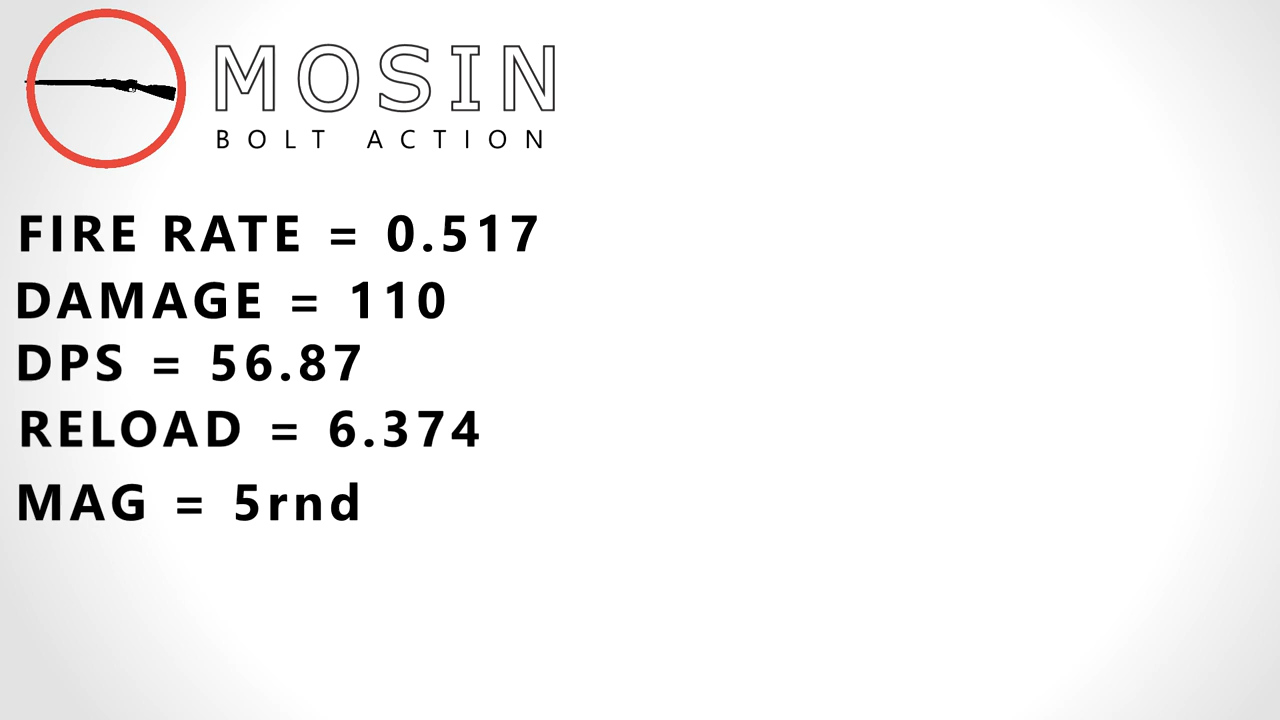 MOSIN
BOLT ACTION
FIRE RATE = 0.517
DAMAGE = 110
DPS = 56.87
RELOAD = 6.374
MAG = 5rnd